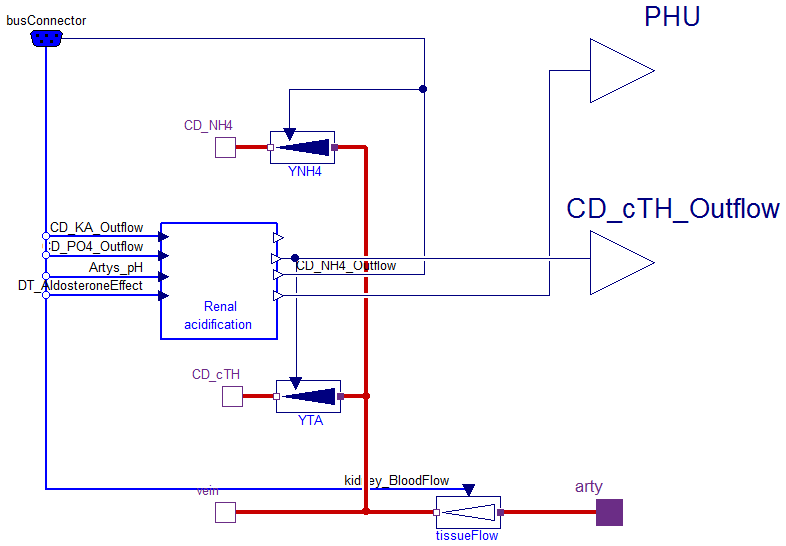 PHU
busConnector
CD_NH4
YNH4
CD_cTH_Outflow
CD_KA_Outflow
CD_PO4_Outflow
Artys_pH
CD_NH4_Outflow
DT_AldosteroneEffect
Renal
acidification
CD_cTH
YTA
kidney_BloodFlow
vein
arty
tissueFlow